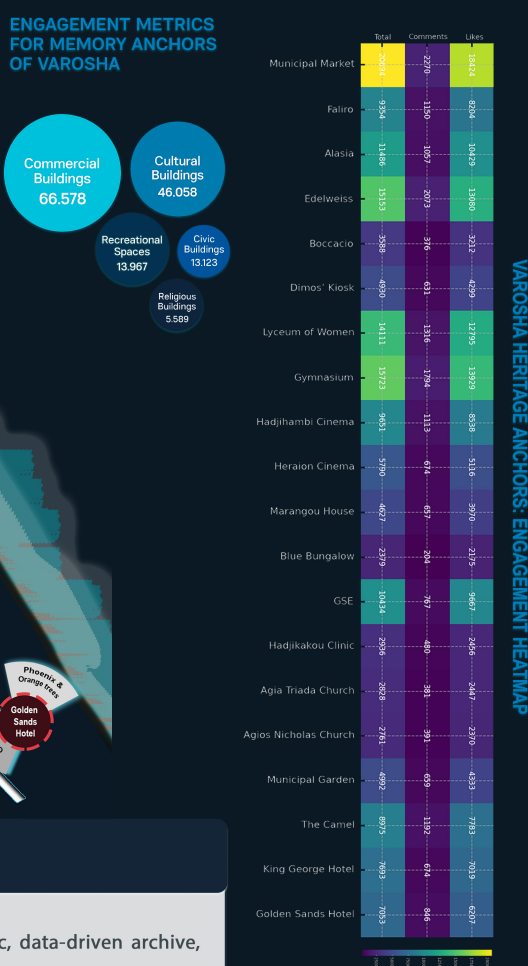 ENGAGEMENT METRICS
FOR MEMORY ANCHORS
OF VAROSHA
Commercial
Buildings
66.578
Cultural
Buildings
46.058
Recreational
Spaces
13.967
Civic
Buildings
13.123
Religious
Buildings
5.589
Phoenix &
Orange trees
Golden
Sands
Hotel
c, data-driven archive,
Total Comments Likes
Municipal Market 2270 18424
Faliro 9354 1150 8204
Alasia 11486 1057 10429
Edelweiss 15153 2073 13080
Boccacio 3588 376 3212
Dimos' Kiosk 4930 631 4299
Lyceum of Women 14111 1316 12795
Gymnasium 15723 1794 13929
Hadjihambi Cinema 9651 1113 8538
Heraion Cinema 5790 674 5116
Marangou House 4627 657 3970
Blue Bungalow 2379 204 2175
GSE 10434 767 9667
Hadjikakou Clinic 2936 480 2456
Agia Triada Church 2828 381 2447
Agios Nicholas Church 2761 391 2370
Municipal Garden 4992 659 4333
The Camel 8975 1192 7783
King George Hotel 7693 674 7019
Golden Sands Hotel 7053 846 6207
VAROSHA HERITAGE ANCHORS: ENGAGEMENT HEATMAP